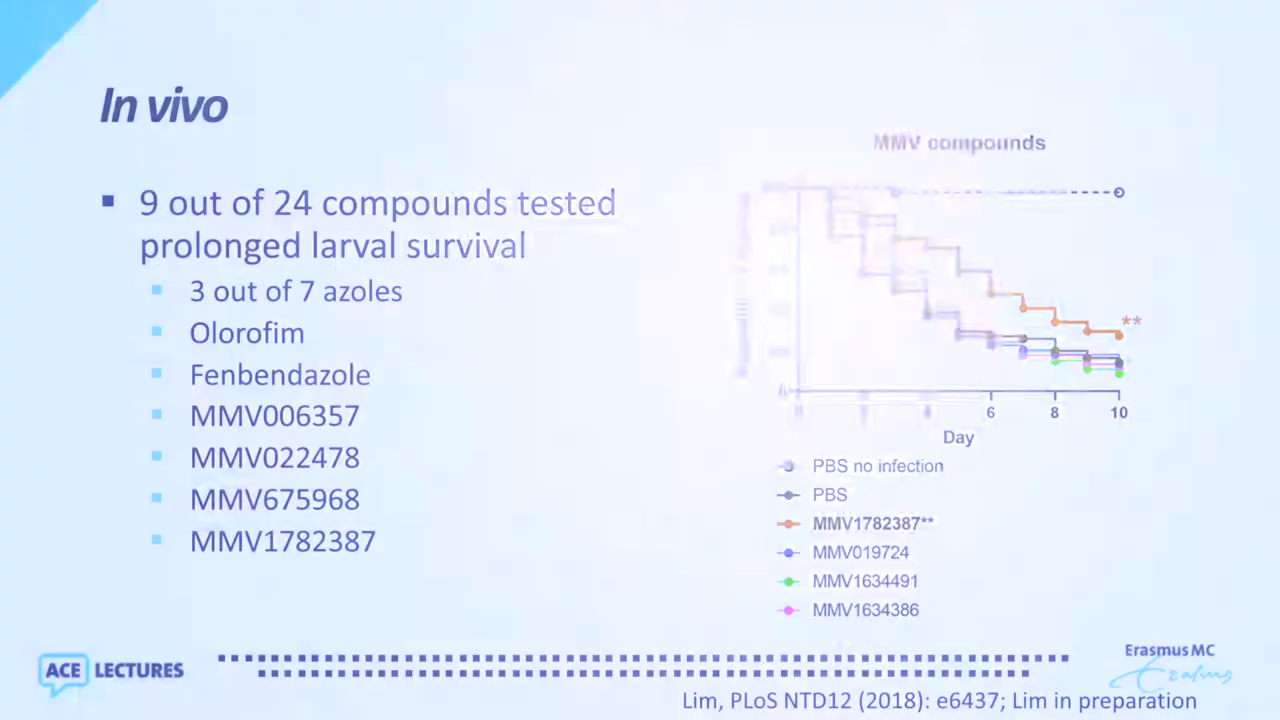 In vivo
9 out of 24 compounds tested
prolonged larval survival
3 out of 7 azoles
Olorofim
Fenbendazole
MMV006357
MMV022478
MMV675968
MMV1782387
MMV compounds
**
6 8 10
Day
PBS no infection
PBS
MMV1782387**
MMV019724
MMV1634491
MMV1634386
ACE LECTURES
Erasmus MC
Erasmus
Lim, PLoS NTD12 (2018): e6437; Lim in preparation